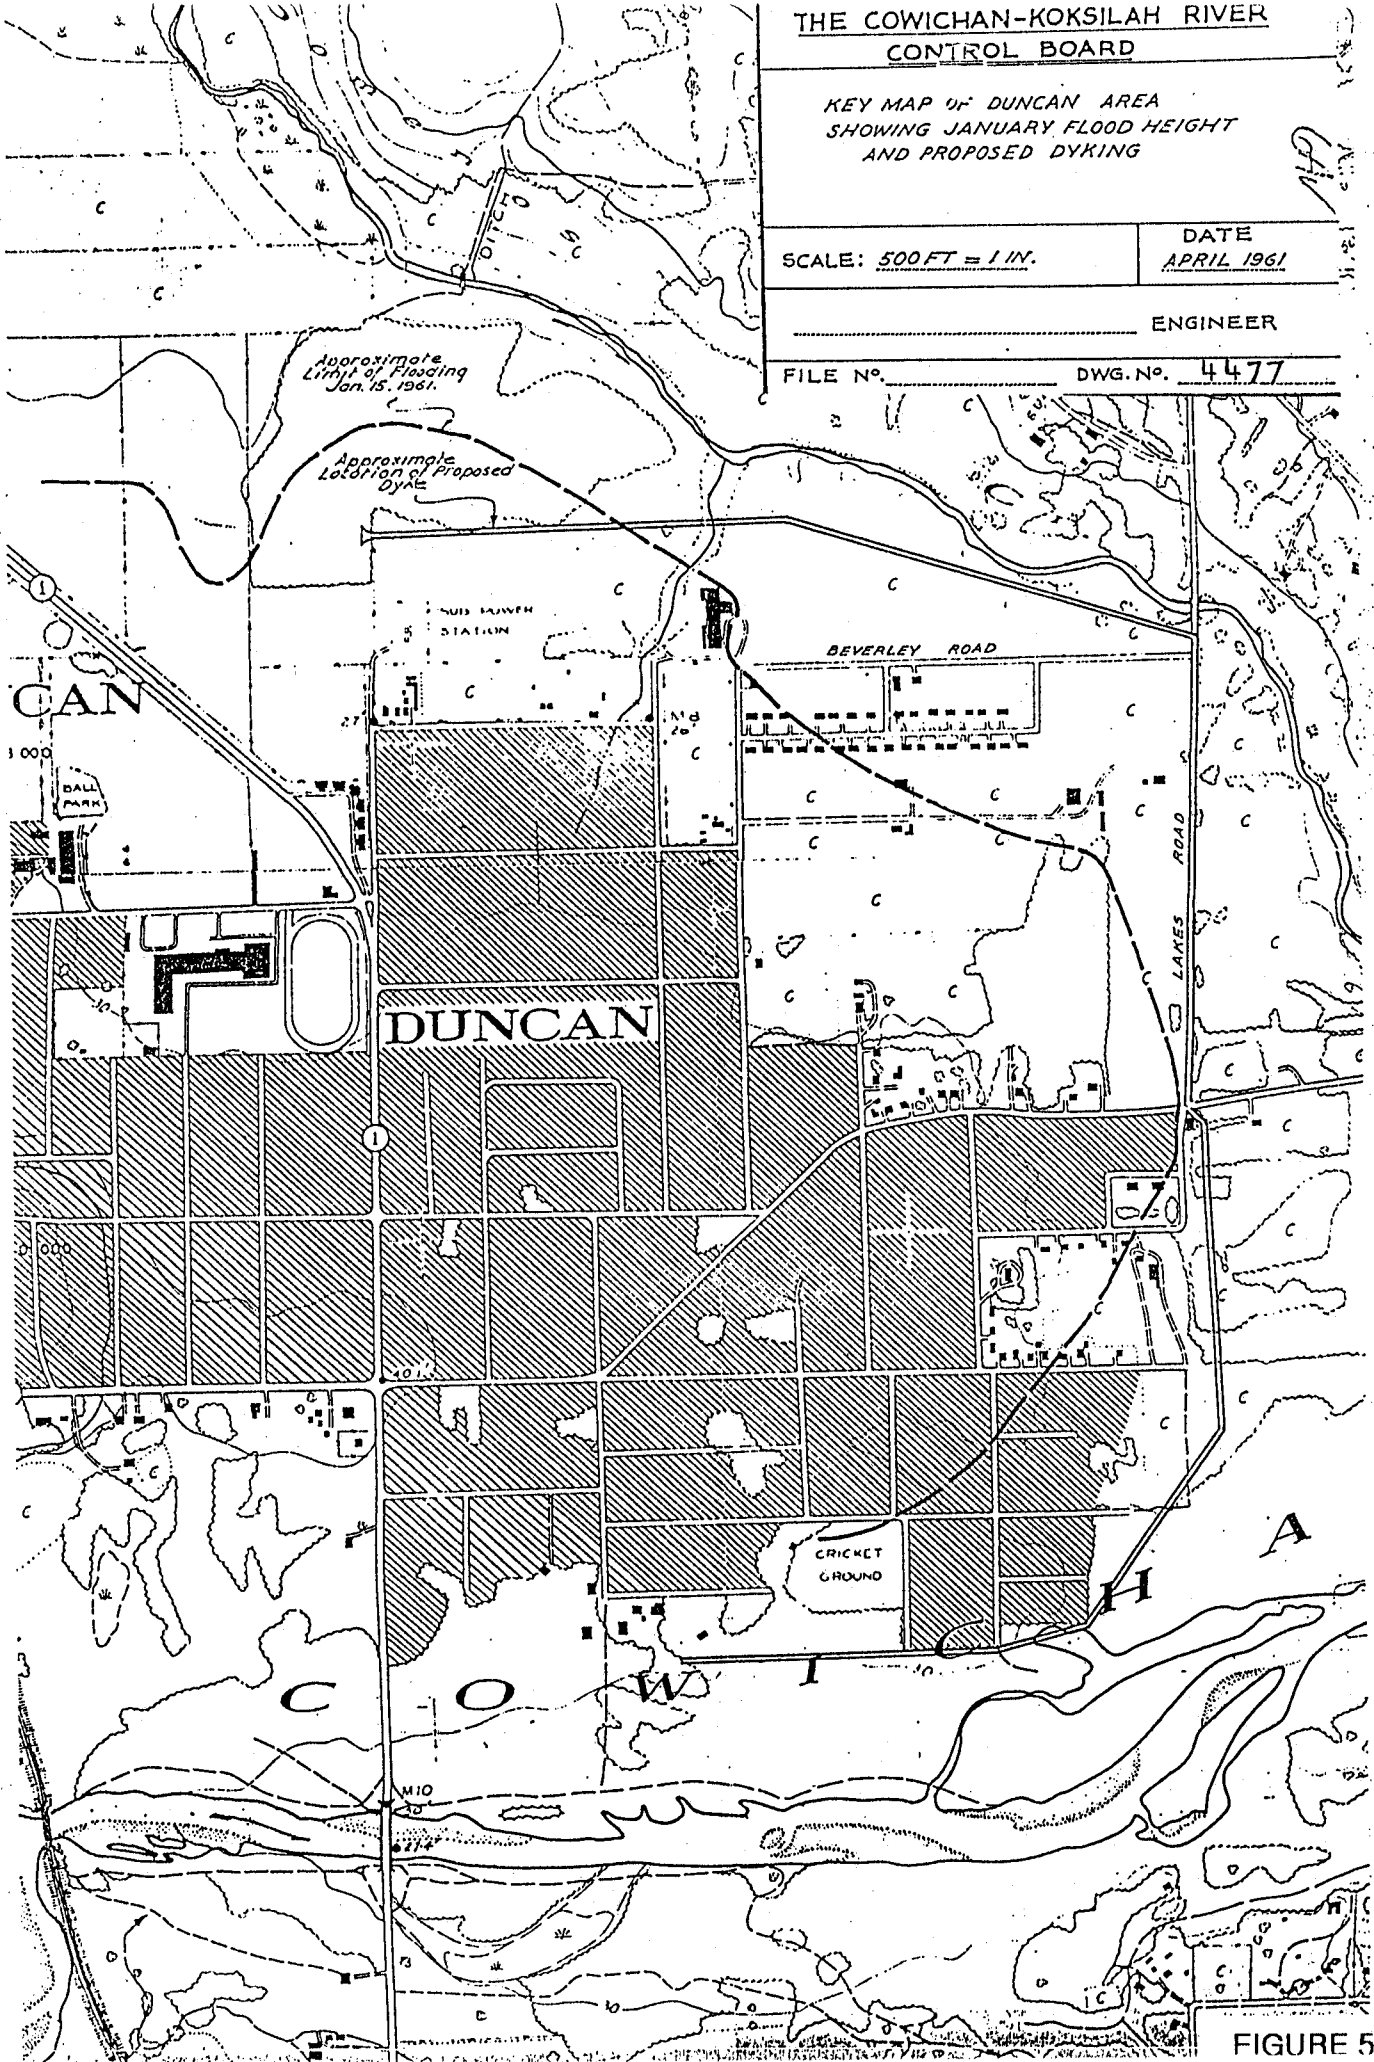 THE COWICHAN-KOKSILAH RIVER
CONTROL BOARD
KEY MAP OF DUNCAN AREA
SHOWING JANUARY FLOOD HEIGHT
AND PROPOSED DYKING
SCALE: 500 FT = 1 IN.
DATE
APRIL 1961
ENGINEER
FILE Nº.
DWG. Nº. 4477
DITCH
Approximate
Limit of Flooding
Jan. 15. 1961.
Approximate
Location of Proposed
Dyke
1
SUB POWER
STATION
BEVERLEY ROAD
CAN
BALL
PARK
LAKES ROAD
DUNCAN
1
CRICKET
GROUND
C O W I C H A
M10
FIGURE 5